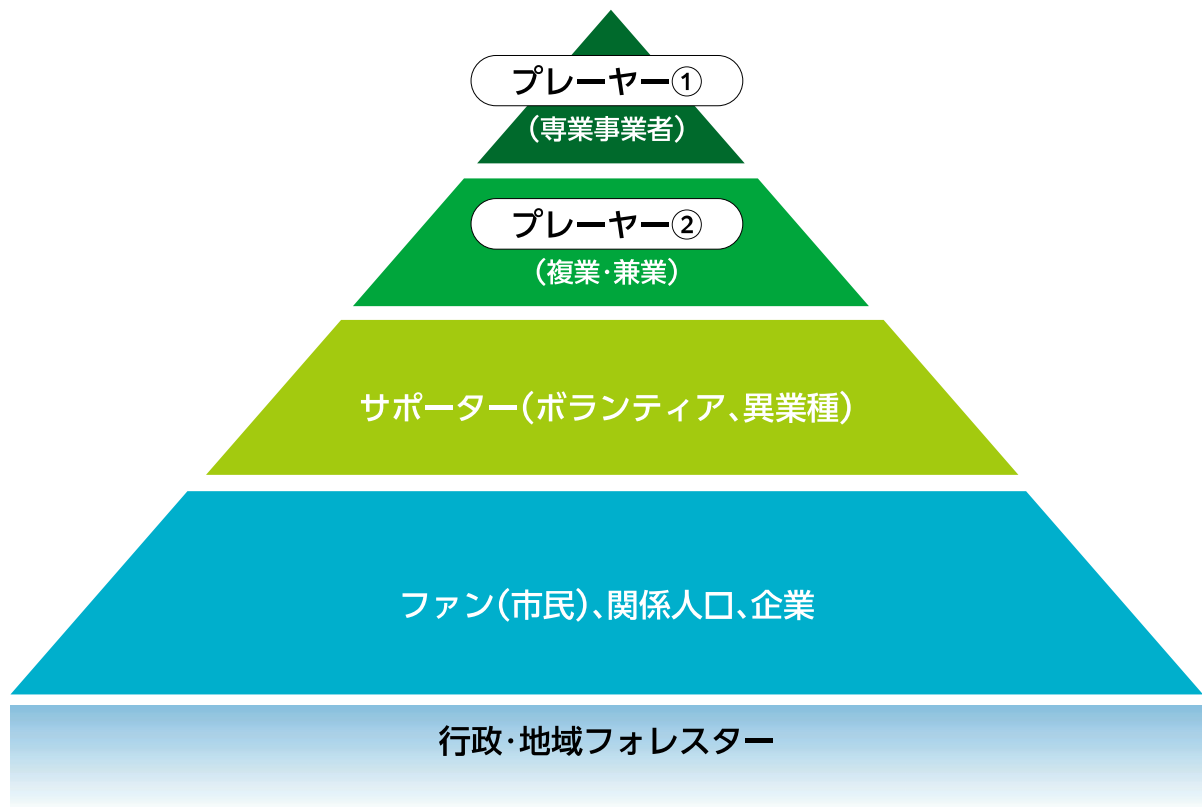 プレーヤー①
(専業事業者)
プレーヤー②
(複業・兼業)
サポーター(ボランティア、異業種)
ファン(市民)、関係人口、企業
行政・地域フォレスター